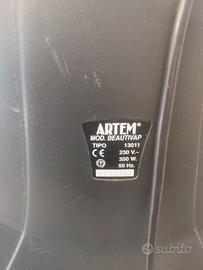 ARTEM®
MOD. BEAUTIVAP
TIPO 13011
CE 230 V.~
350 W.
50 Hz.
subito